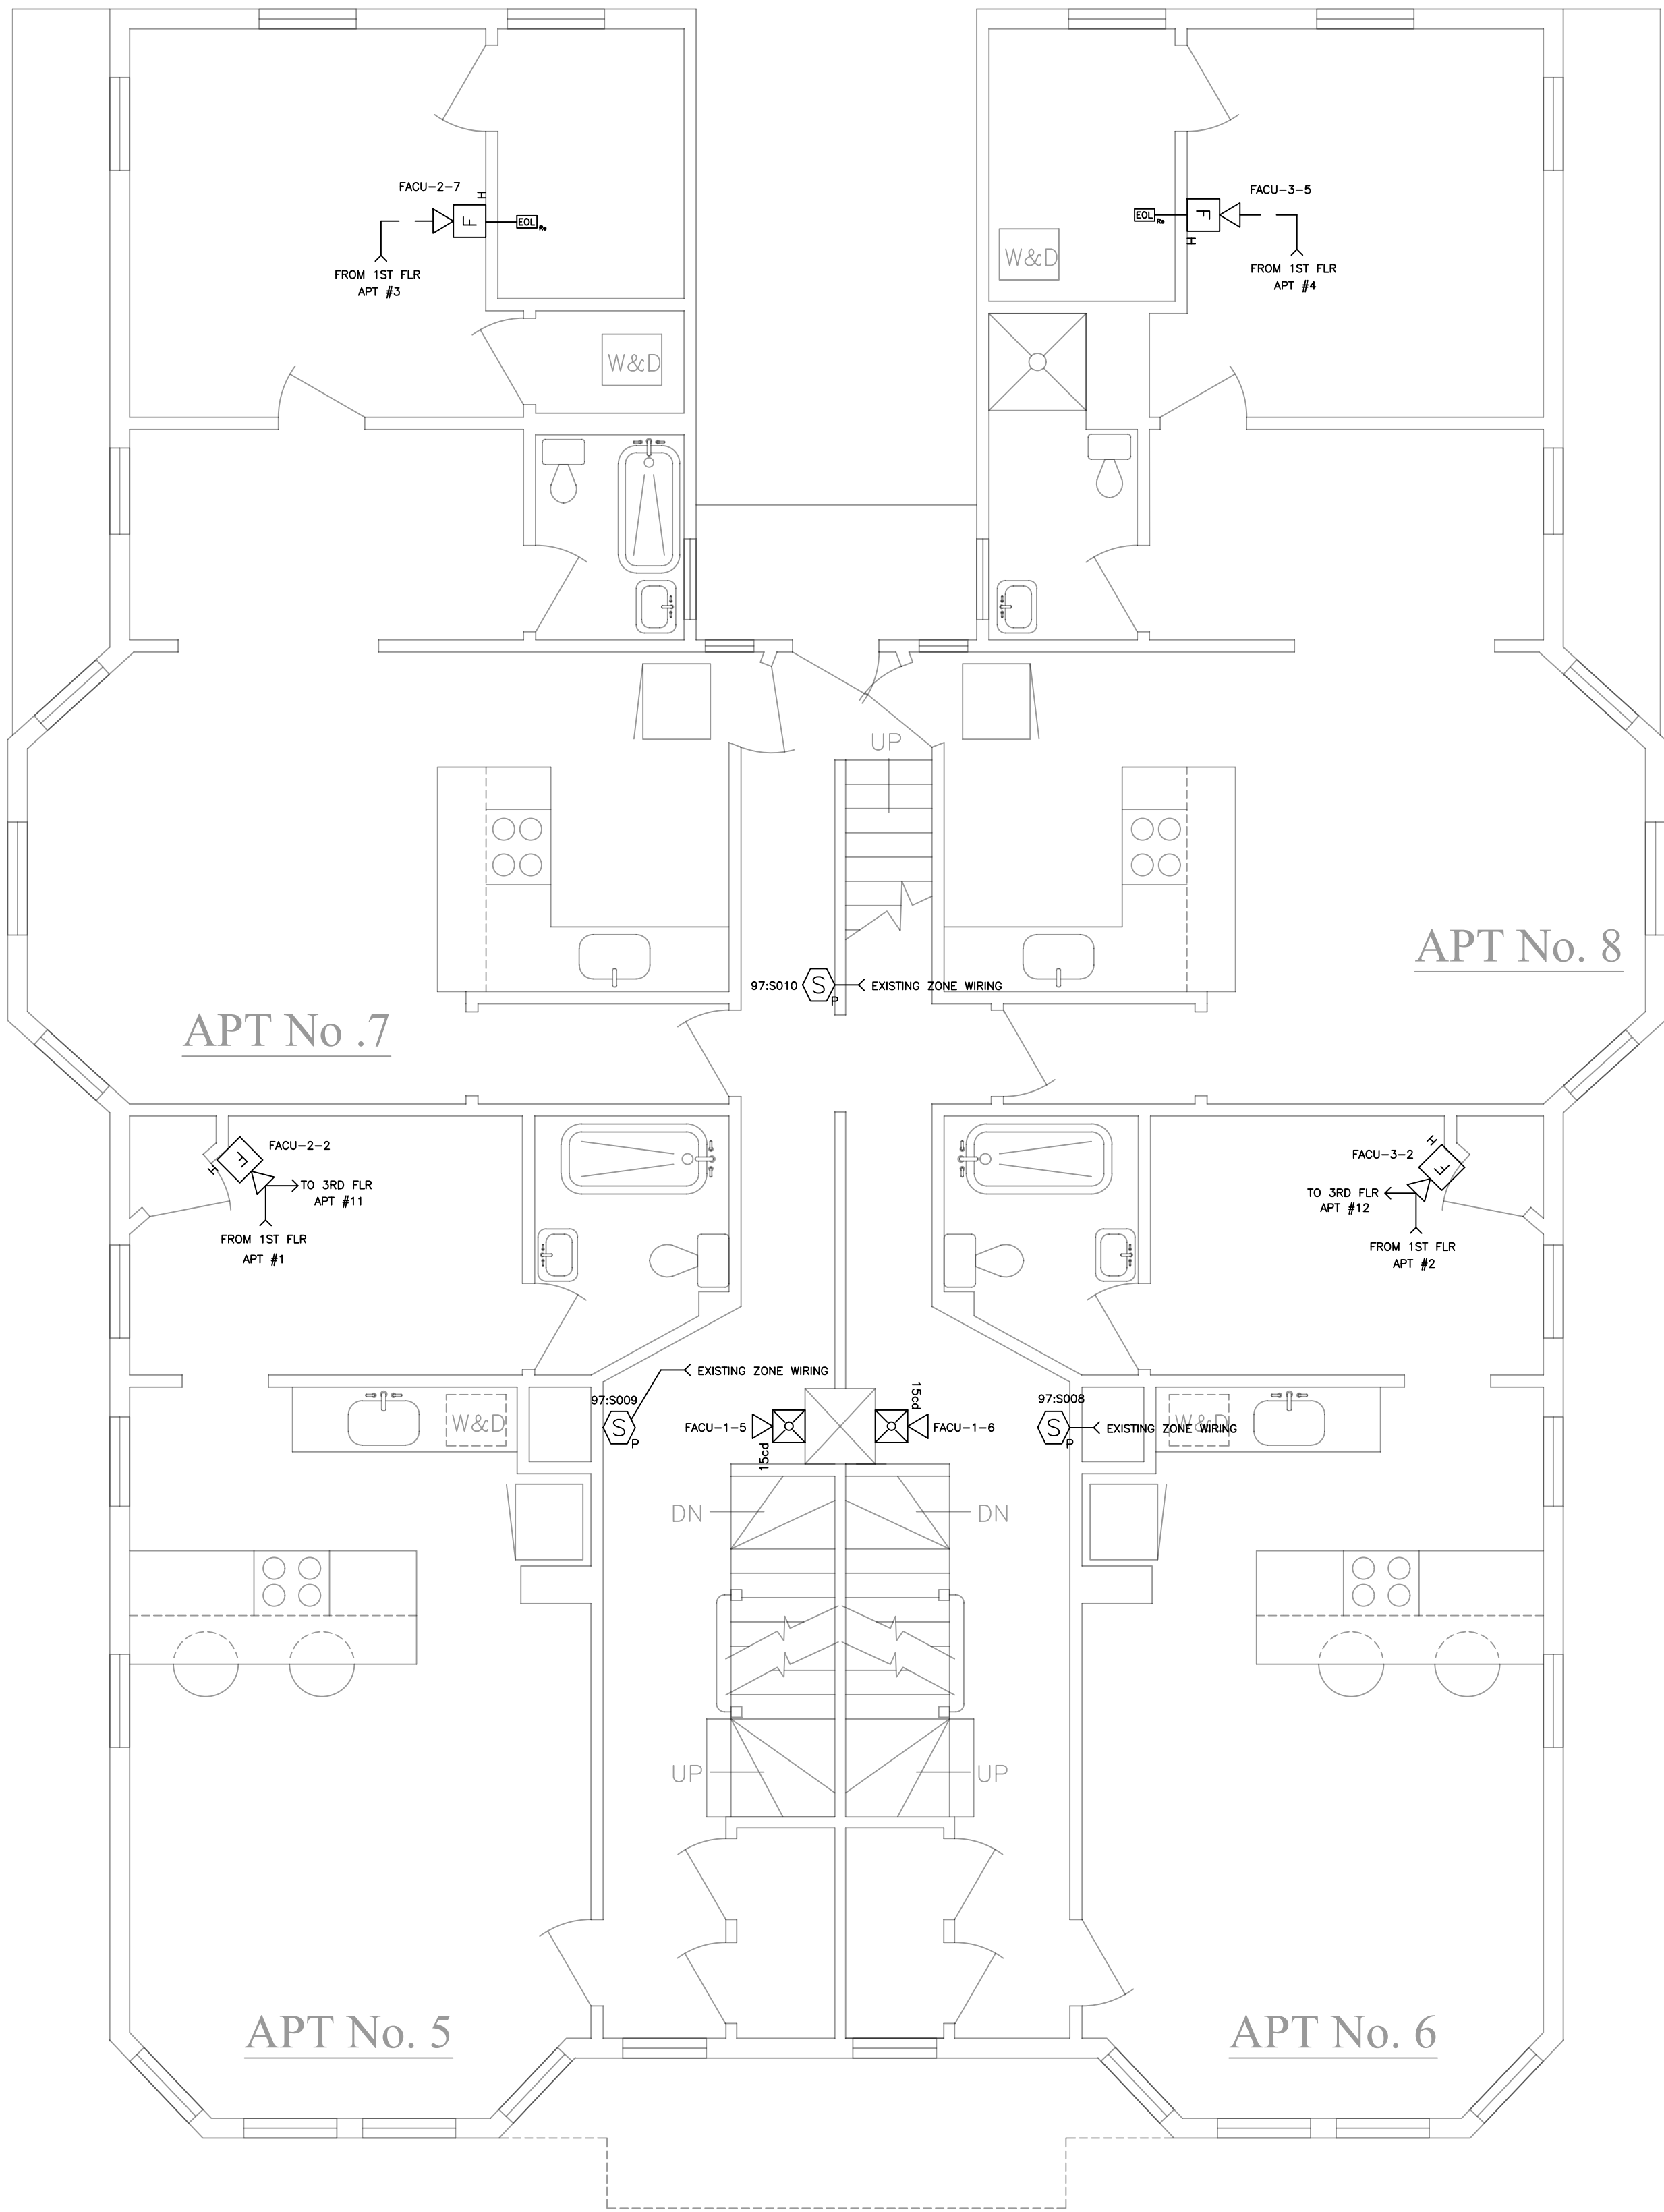 FACU-2-7
H
F
EOL
Re
FROM 1ST FLR
APT #3
FACU-3-5
F
H
EOL
Re
FROM 1ST FLR
APT #4
W&D
W&D
UP
APT No. 8
97:S010
S
P
EXISTING ZONE WIRING
APT No .7
FACU-2-2
F
H
TO 3RD FLR
APT #11
FROM 1ST FLR
APT #1
FACU-3-2
H
F
TO 3RD FLR
APT #12
FROM 1ST FLR
APT #2
EXISTING ZONE WIRING
97:S009
S
P
W&D
FACU-1-5
15cd
15cd
FACU-1-6
97:S008
S
P
EXISTING ZONE WIRING
W&D
DN
DN
UP
UP
APT No. 5
APT No. 6